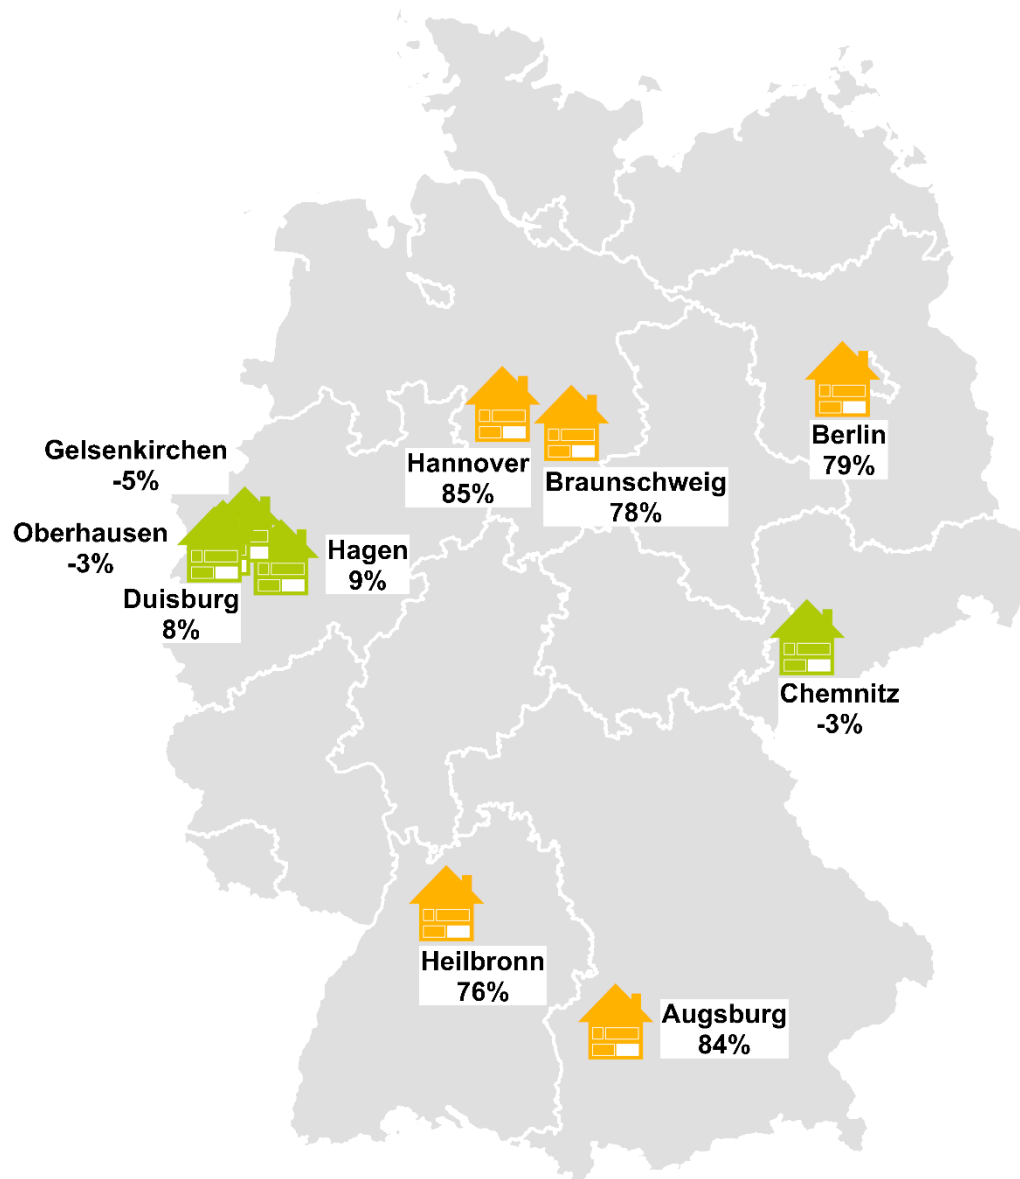 Berlin
79%
Gelsenkirchen
-5%
Hannover
85%
Braunschweig
78%
Oberhausen
-3%
Hagen
9%
Duisburg
8%
Chemnitz
-3%
Heilbronn
76%
Augsburg
84%